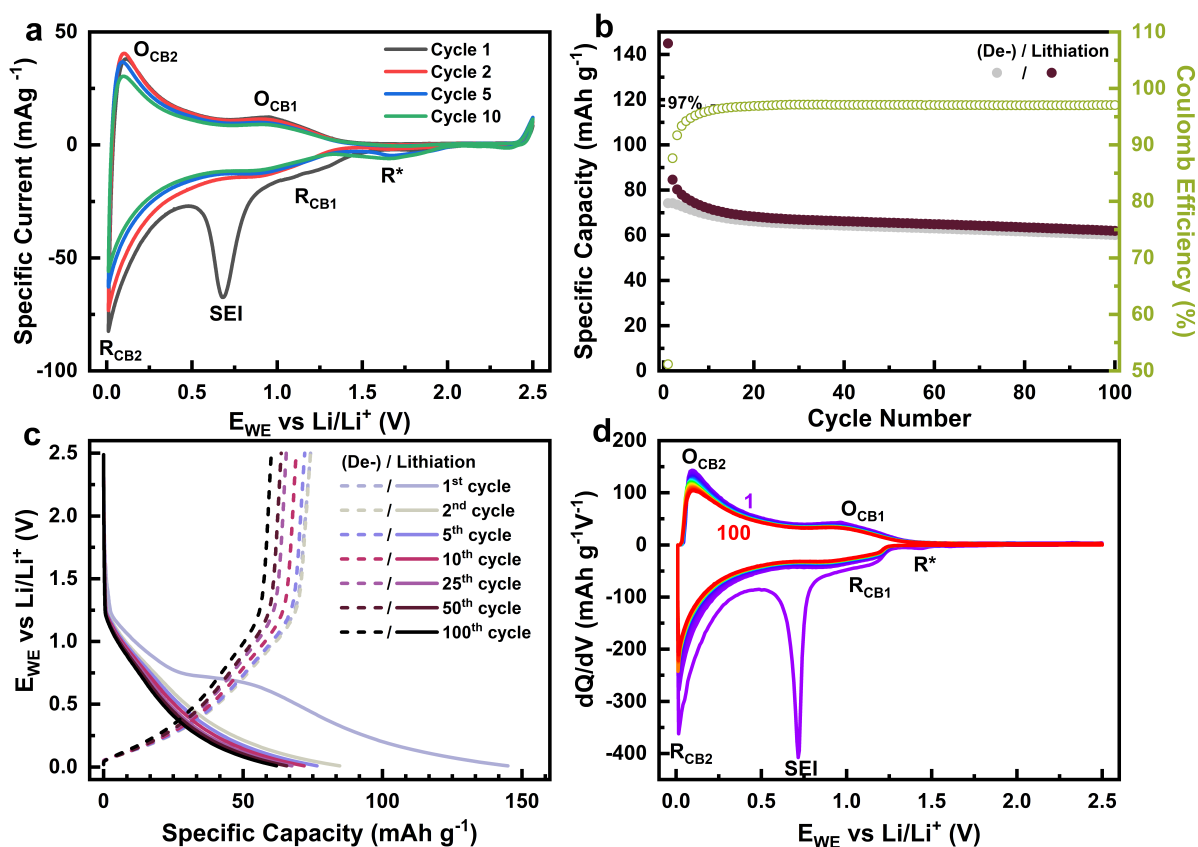 a
50
0
-50
-100
Specific Current (mAg ⁻¹)
O_CB2
O_CB1
R_CB1
R*
SEI
R_CB2
Cycle 1
Cycle 2
Cycle 5
Cycle 10
0.0 0.5 1.0 1.5 2.0 2.5
E_WE vs Li/Li⁺ (V)
b
140
120
100
80
60
40
20
0
Specific Capacity (mAh g⁻¹)
97%
(De-) / Lithiation
/
110
100
90
80
70
60
50
Coulomb Efficiency (%)
0 20 40 60 80 100
Cycle Number
c
2.5
2.0
1.5
1.0
0.5
0.0
E_WE vs Li/Li⁺ (V)
(De-) / Lithiation
/ 1ˢᵗ cycle
/ 2ⁿᵈ cycle
/ 5ᵗʰ cycle
/ 10ᵗʰ cycle
/ 25ᵗʰ cycle
/ 50ᵗʰ cycle
/ 100ᵗʰ cycle
0 50 100 150
Specific Capacity (mAh g⁻¹)
d
200
100
0
-100
-200
-300
-400
dQ/dV (mAh g⁻¹V⁻¹)
O_CB2
1
100
O_CB1
R*
R_CB1
R_CB2
SEI
0.0 0.5 1.0 1.5 2.0 2.5
E_WE vs Li/Li⁺ (V)